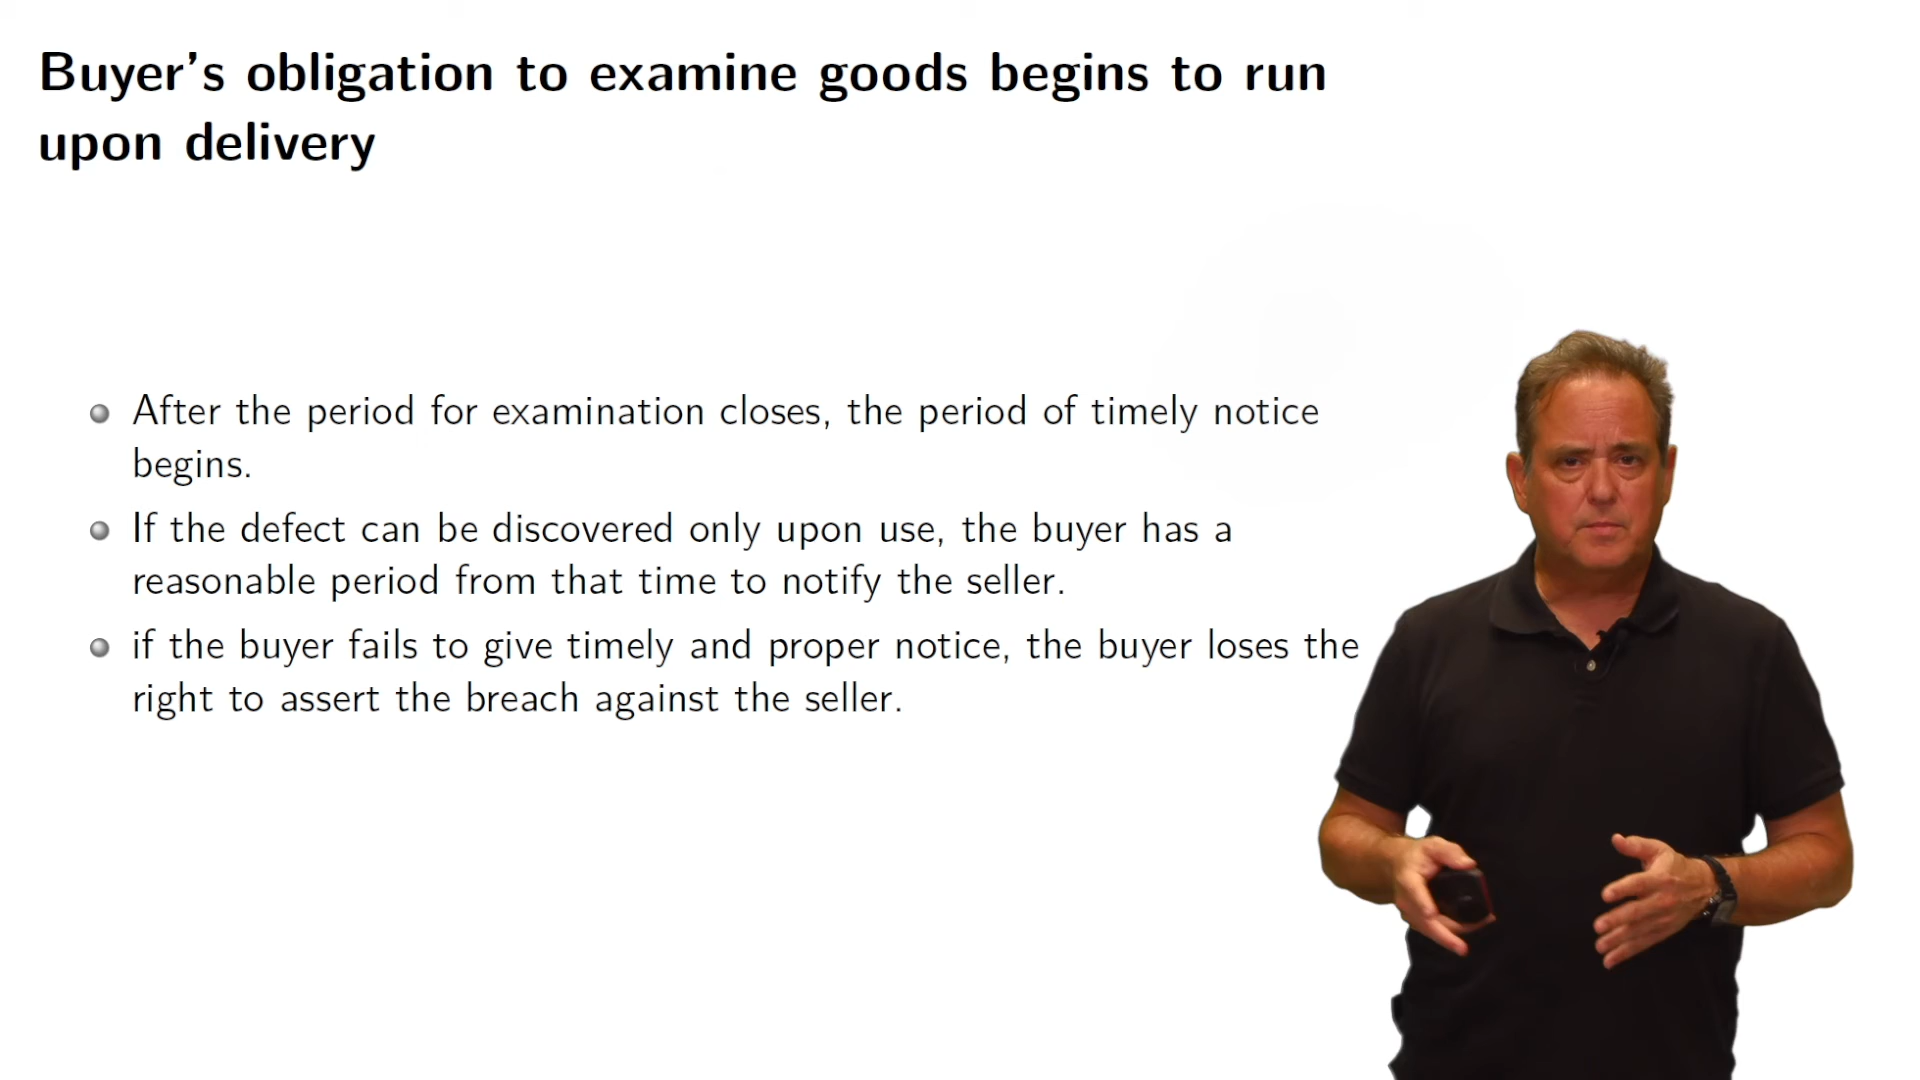 Buyer's obligation to examine goods begins to run
upon delivery
After the period for examination closes, the period of timely notice
begins.
If the defect can be discovered only upon use, the buyer has a
reasonable period from that time to notify the seller.
if the buyer fails to give timely and proper notice, the buyer loses the
right to assert the breach against the seller.